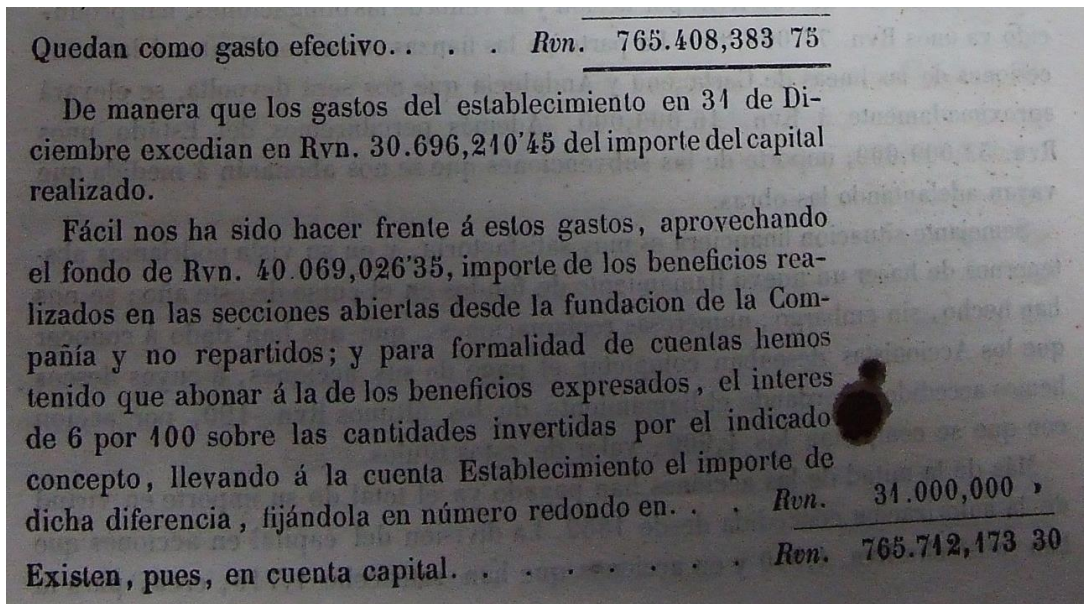 Quedan como gasto efectivo. . . Rvn. 765.408,383 75
De manera que los gastos del establecimiento en 31 de Di-
ciembre excedian en Rvn. 30.696,210'45 del importe del capital
realizado.
Fácil nos ha sido hacer frente á estos gastos, aprovechando
el fondo de Rvn. 40.069,026'35, importe de los beneficios rea-
lizados en las secciones abiertas desde la fundacion de la Com-
pañía y no repartidos; y para formalidad de cuentas hemos
tenido que abonar á la de los beneficios expresados, el interes
de 6 por 100 sobre las cantidades invertidas por el indicado
concepto, llevando á la cuenta Establecimiento el importe de
dicha diferencia, fijándola en número redondo en. . . Rvn. 31.000,000 »
Existen, pues, en cuenta capital. . . . . . . . Rvn. 765.712,173 30